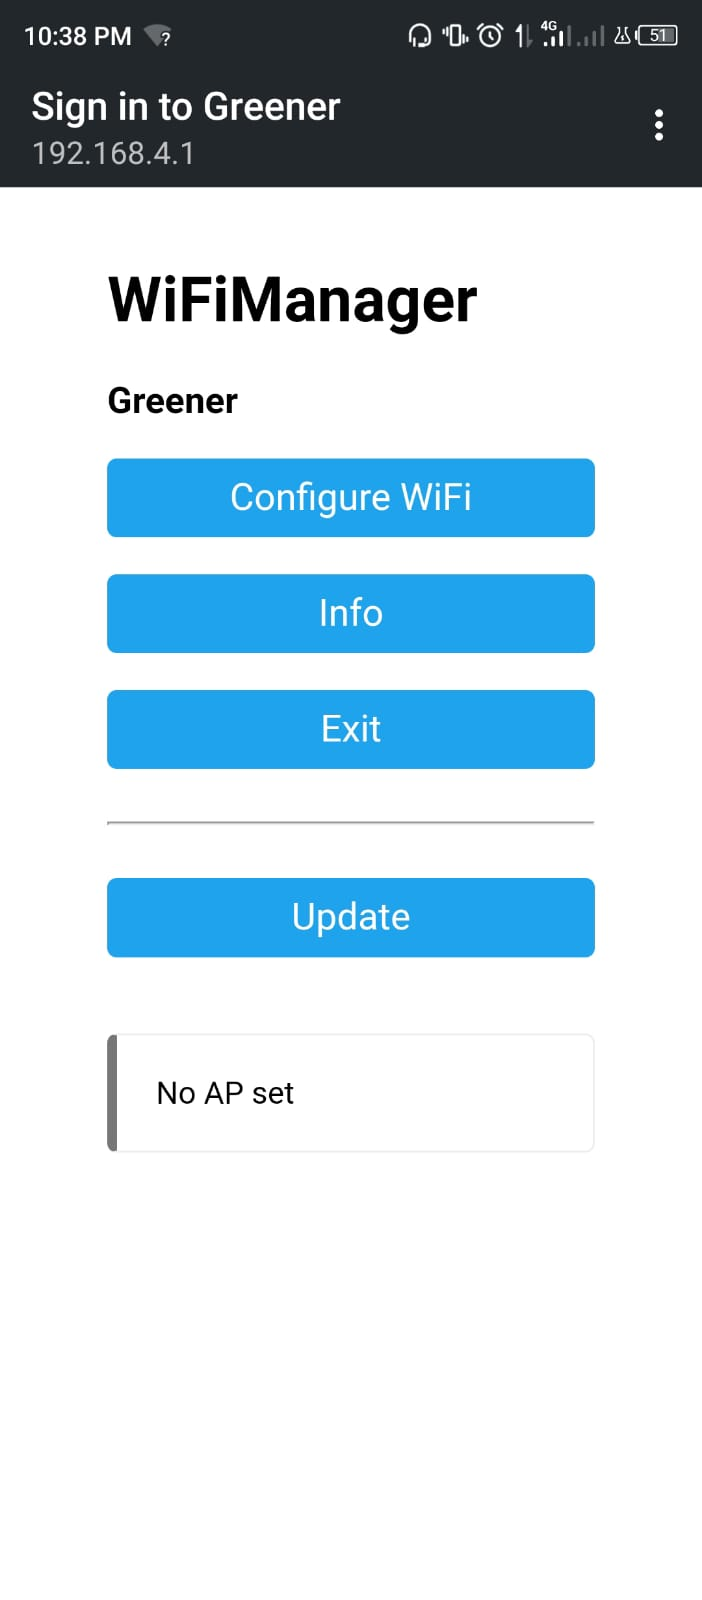 10:38 PM ?
4G
51
Sign in to Greener
192.168.4.1
WiFiManager
Greener
Configure WiFi
Info
Exit
Update
No AP set